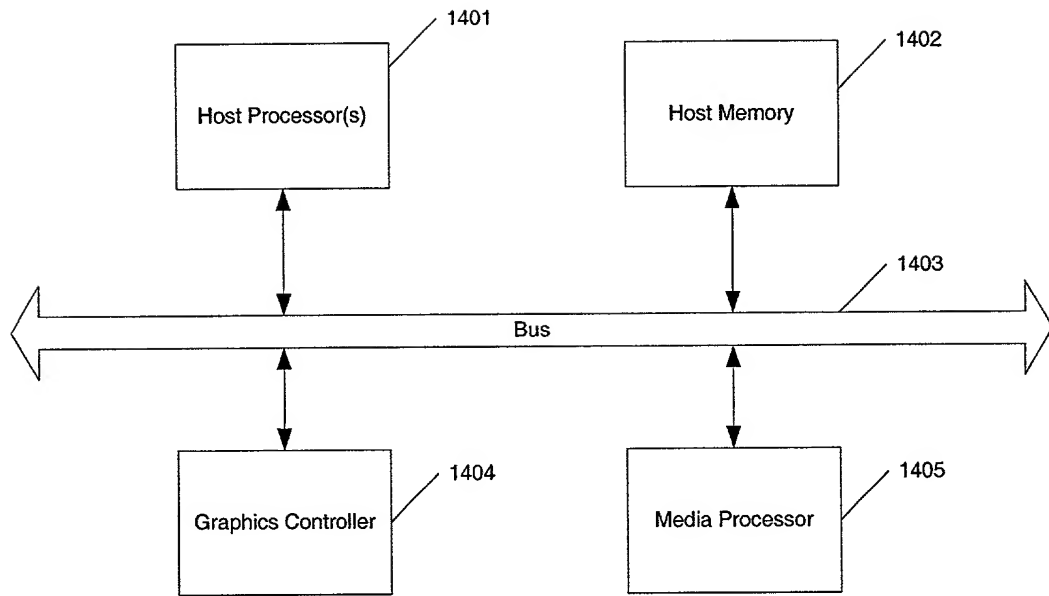 1401
1402
Host Processor(s)
Host Memory
1403
Bus
1404
1405
Graphics Controller
Media Processor